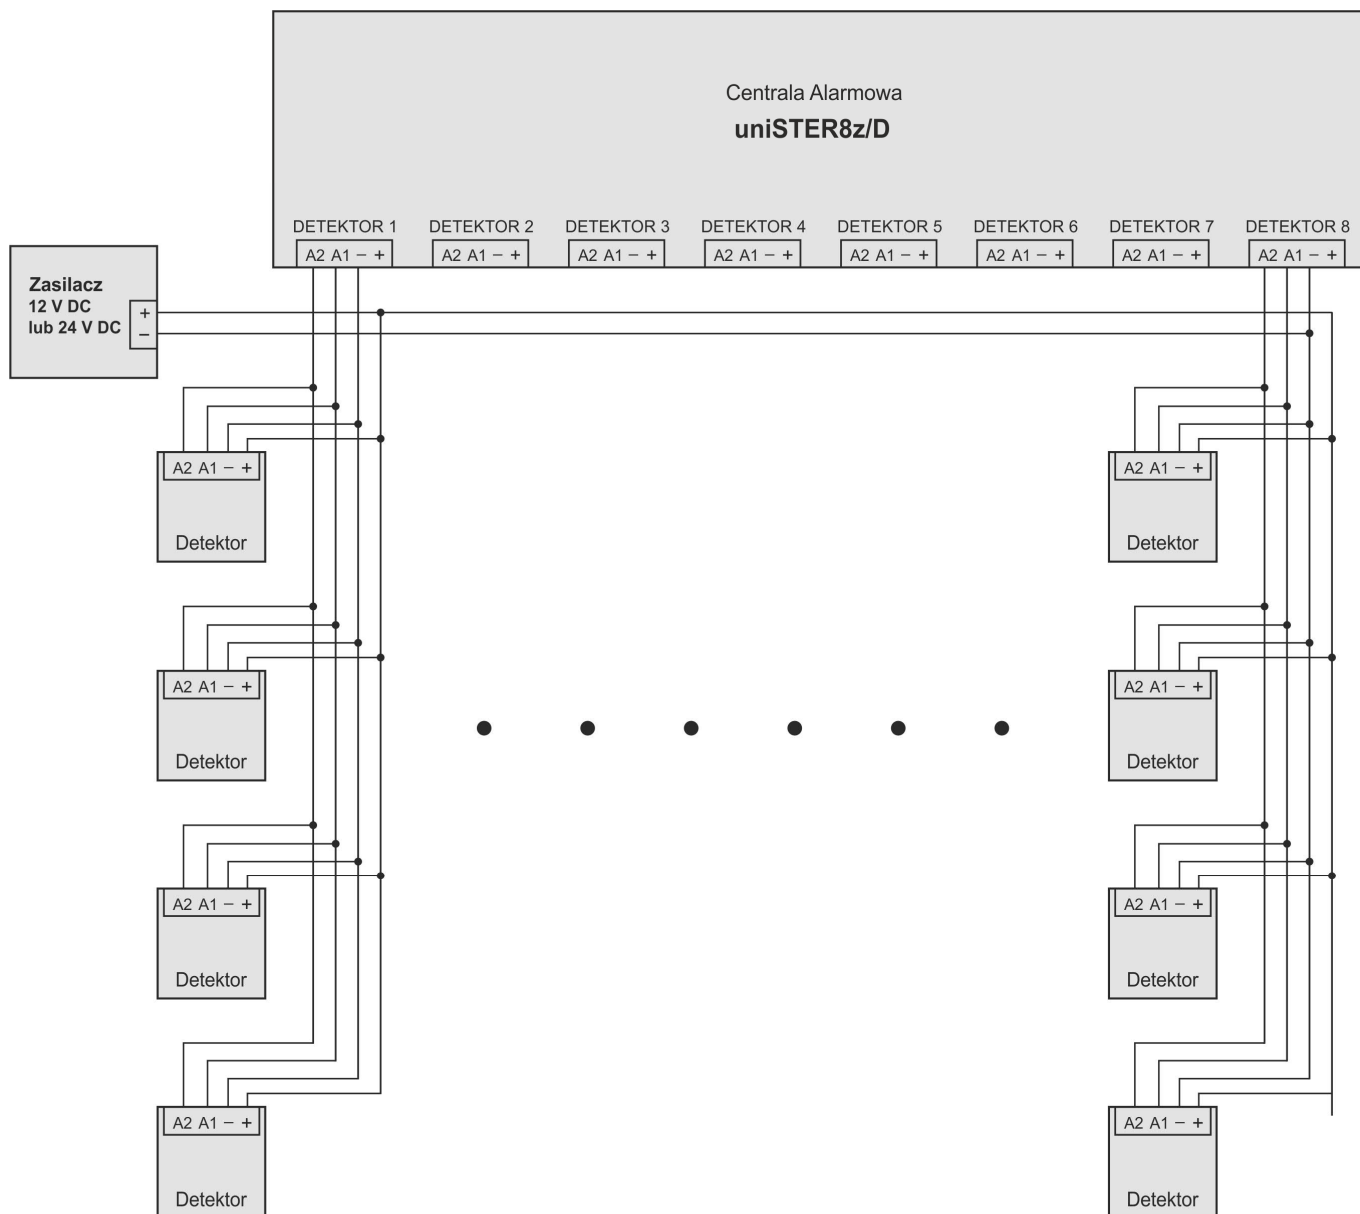 Centrala Alarmowa
uniSTER8z/D
DETEKTOR 1 DETEKTOR 2 DETEKTOR 3 DETEKTOR 4 DETEKTOR 5 DETEKTOR 6 DETEKTOR 7 DETEKTOR 8
A2 A1 − + A2 A1 − + A2 A1 − + A2 A1 − + A2 A1 − + A2 A1 − + A2 A1 − + A2 A1 − +
Zasilacz
12 V DC
lub 24 V DC
+
−
A2 A1 − + A2 A1 − +
Detektor Detektor
A2 A1 − + A2 A1 − +
Detektor Detektor
A2 A1 − + A2 A1 − +
Detektor Detektor
A2 A1 − + A2 A1 − +
Detektor Detektor